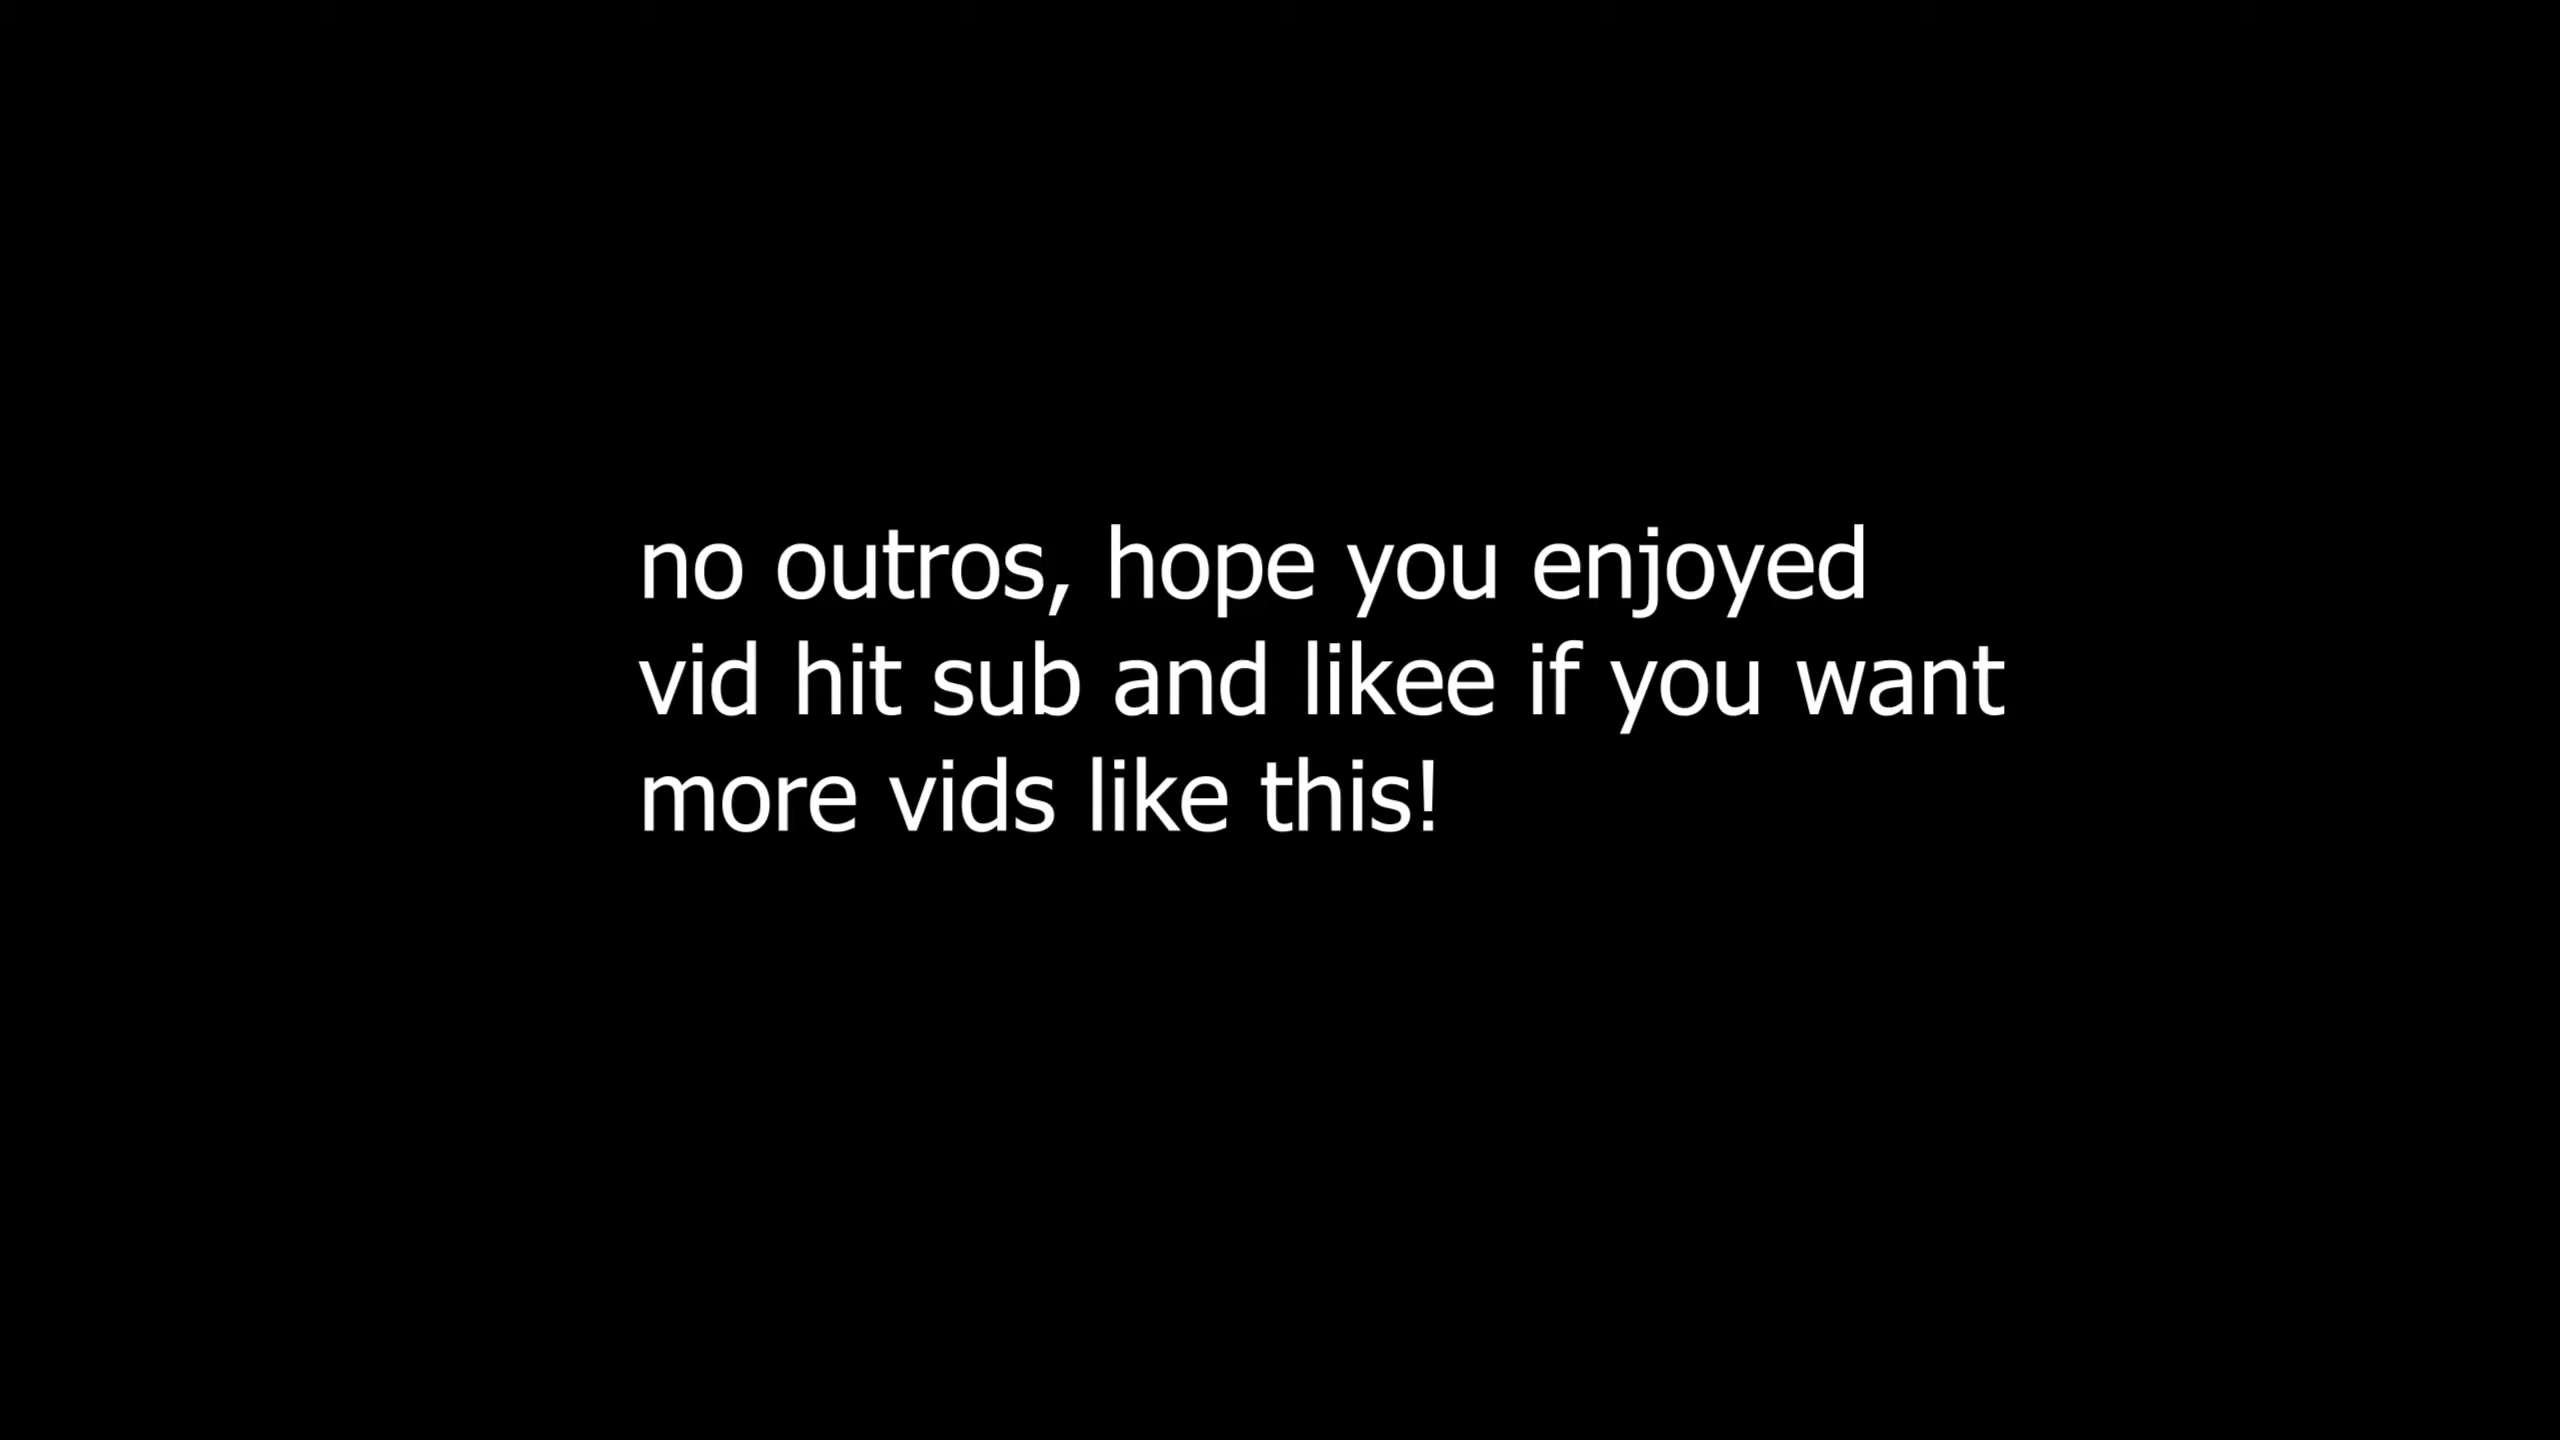 no outros, hope you enjoyed
vid hit sub and likee if you want
more vids like this!